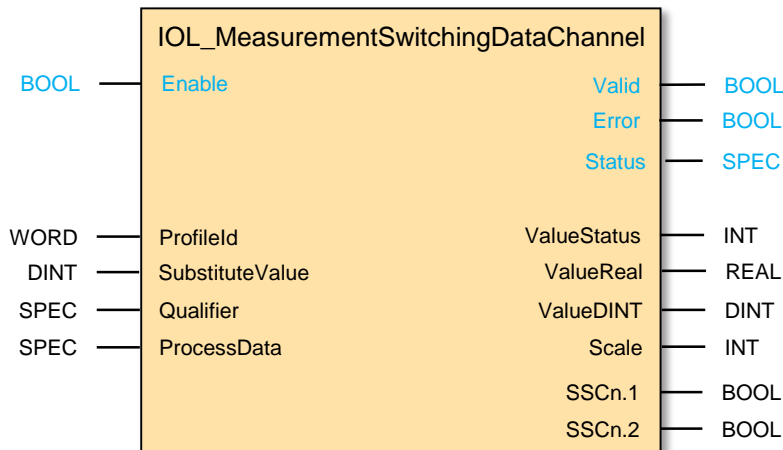 IOL_MeasurementSwitchingDataChannel
BOOL Enable Valid BOOL
Error BOOL
Status SPEC
WORD ProfileId ValueStatus INT
DINT SubstituteValue ValueReal REAL
SPEC Qualifier ValueDINT DINT
SPEC ProcessData Scale INT
SSCn.1 BOOL
SSCn.2 BOOL